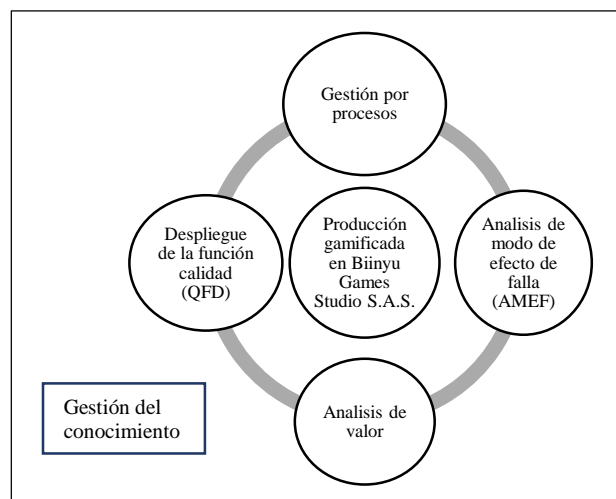 Gestión por
procesos
Despliegue
de la función
calidad
(QFD)
Producción
gamificada
en Biinyu
Games
Studio S.A.S.
Analisis de
modo de
efecto de
falla
(AMEF)
Analisis de
valor
Gestión del
conocimiento